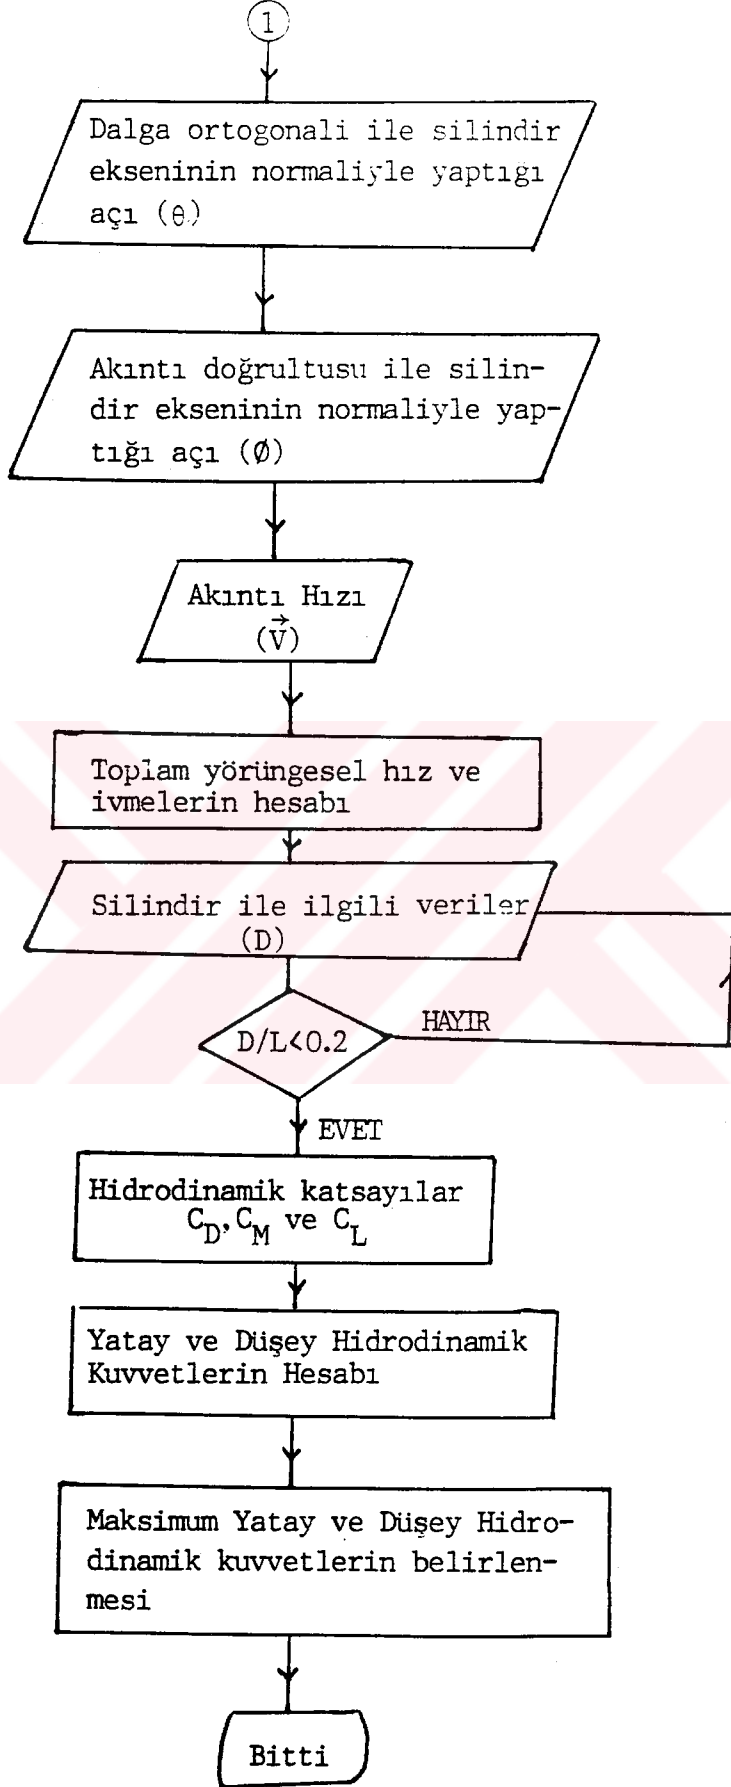 1
Dalga ortogonali ile silindir
ekseninin normaliyle yaptığı
açı (θ)
Akıntı doğrultusu ile silin-
dir ekseninin normaliyle yap-
tığı açı (Ø)
Akıntı Hızı
(V⃗)
Toplam yörüngesel hız ve
ivmelerin hesabı
Silindir ile ilgili veriler
(D)
D/L<0.2
HAYIR
EVET
Hidrodinamik katsayılar
C_D, C_M ve C_L
Yatay ve Düşey Hidrodinamik
Kuvvetlerin Hesabı
Maksimum Yatay ve Düşey Hidro-
dinamik kuvvetlerin belirlen-
mesi
Bitti